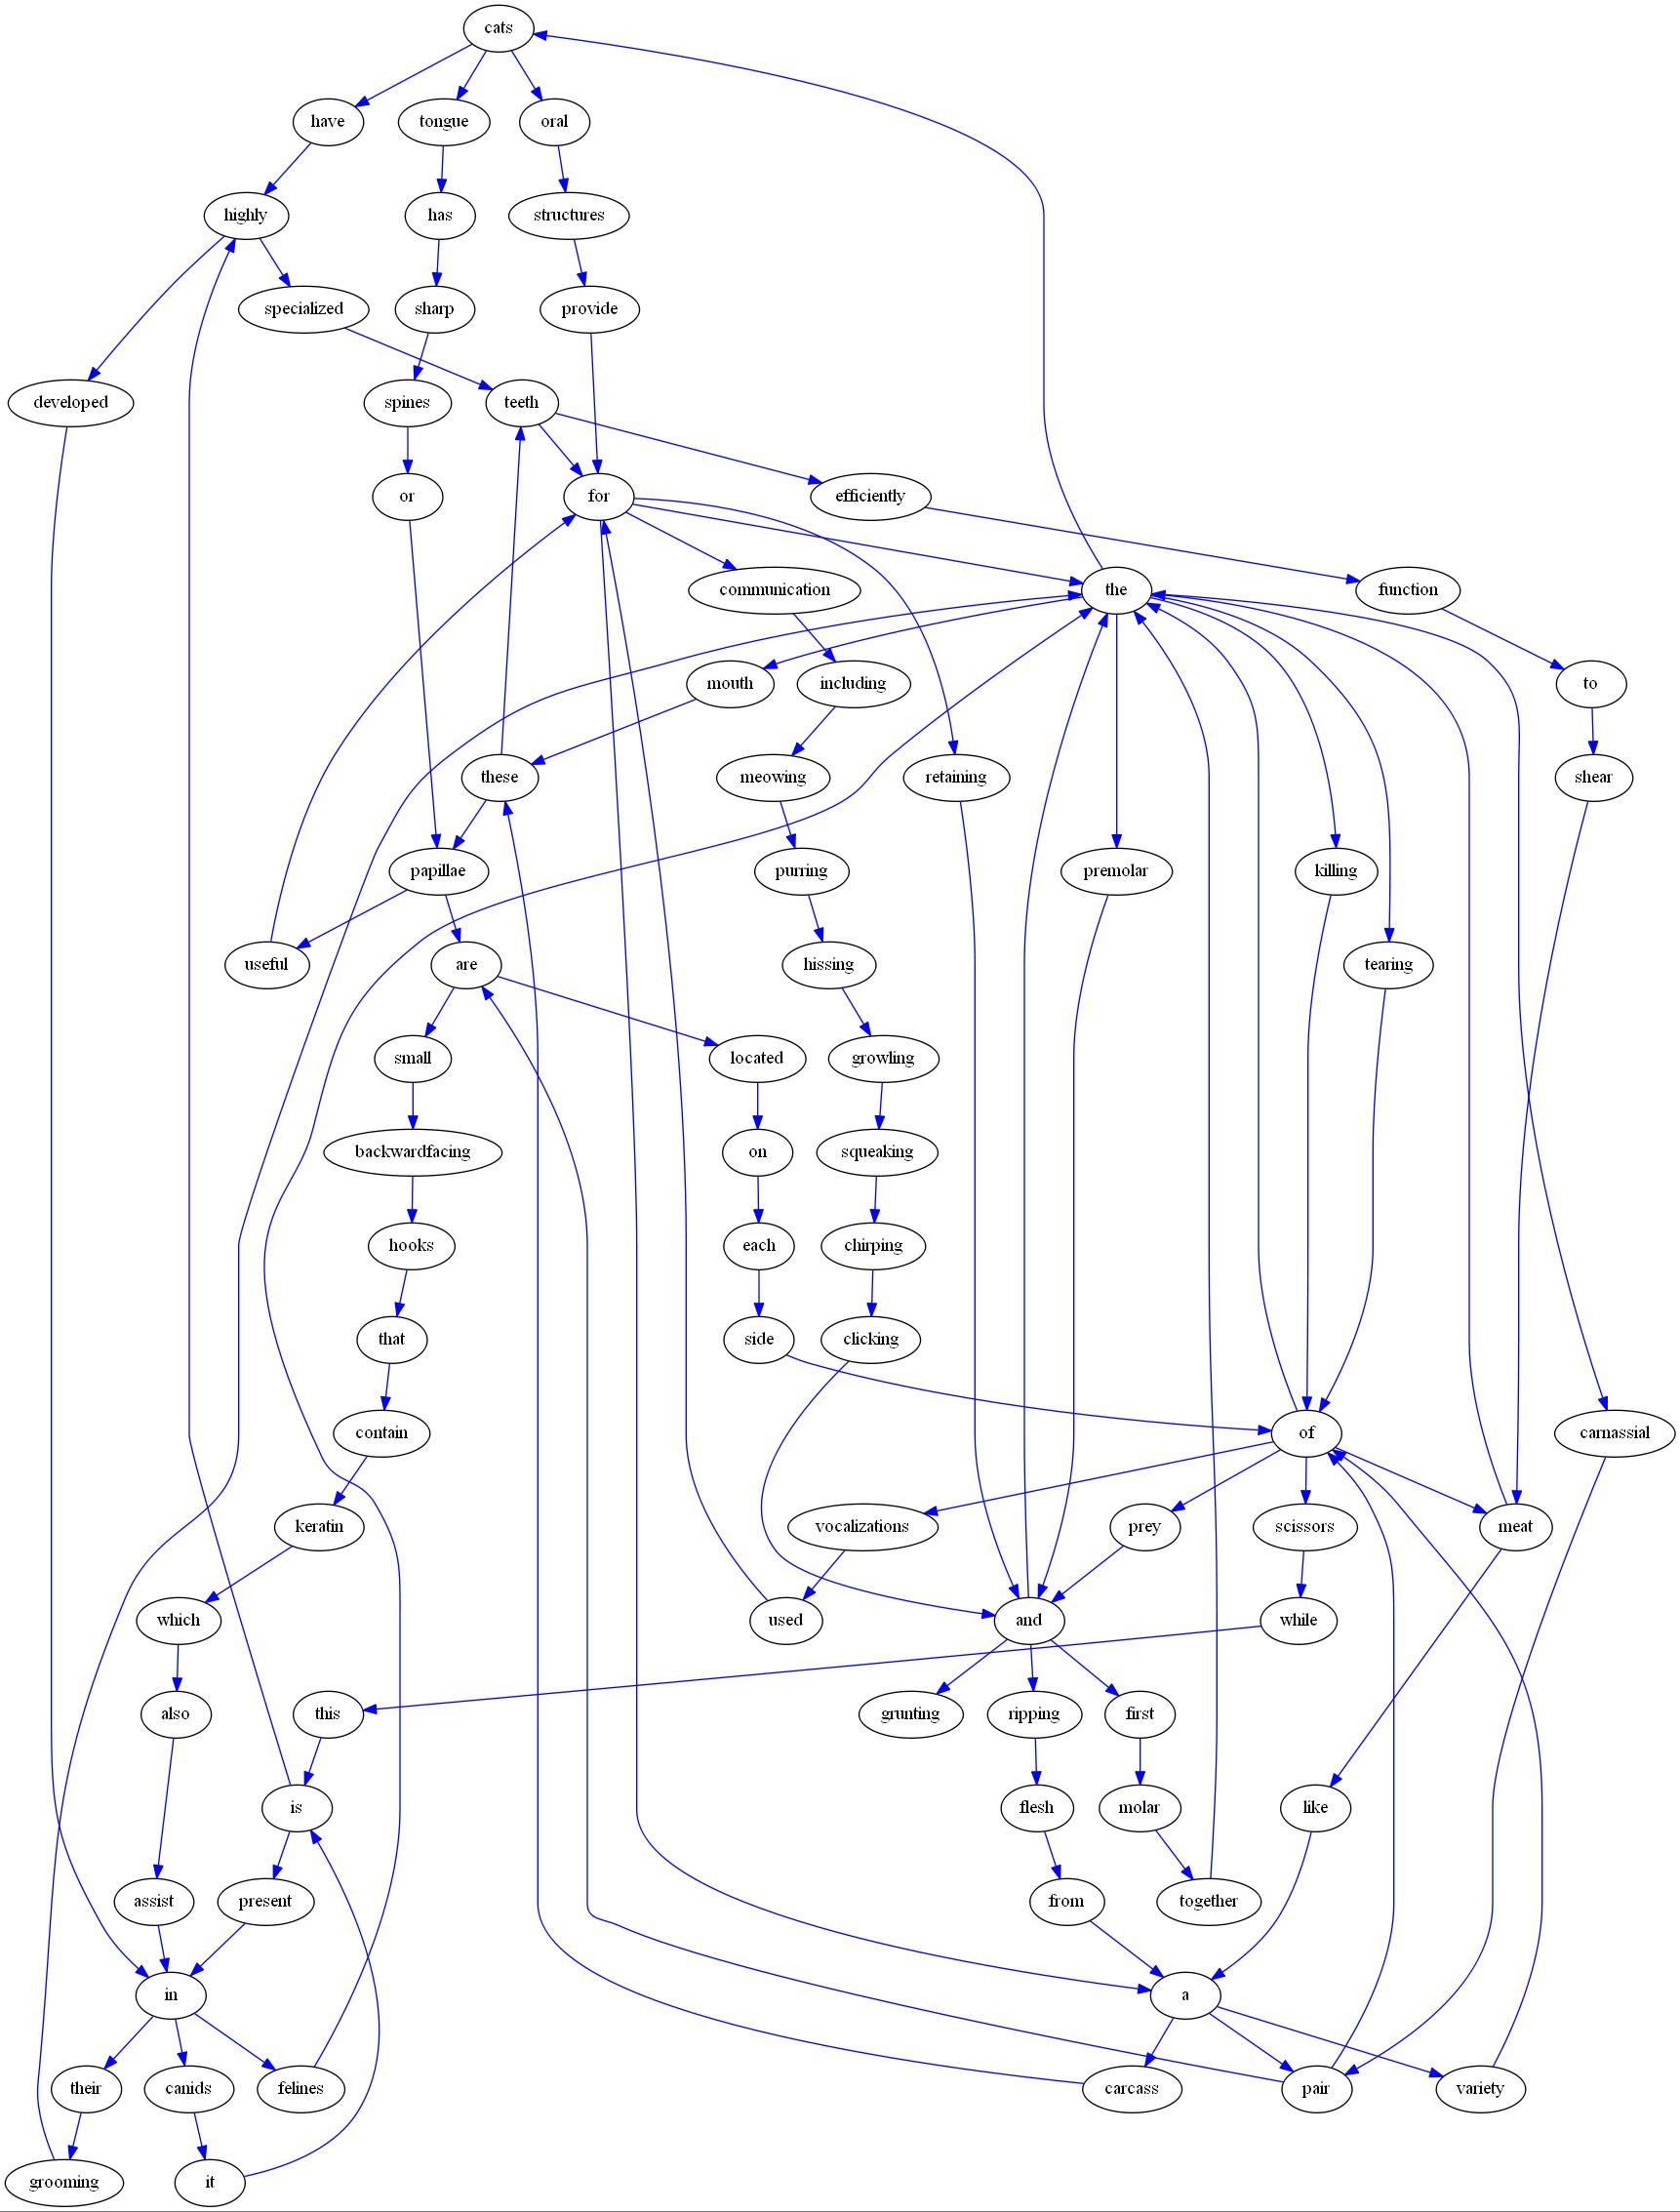 cats
have
tongue
oral
highly
has
structures
specialized
sharp
provide
developed
spines
teeth
or
for
efficiently
communication
the
function
mouth
including
to
these
meowing
retaining
shear
papillae
purring
premolar
killing
useful
are
hissing
tearing
small
located
growling
backwardfacing
on
squeaking
hooks
each
chirping
that
side
clicking
contain
of
carnassial
keratin
vocalizations
prey
scissors
meat
which
used
and
while
also
this
grunting
ripping
first
is
flesh
molar
like
assist
present
from
together
in
a
their
canids
felines
carcass
pair
variety
grooming
it